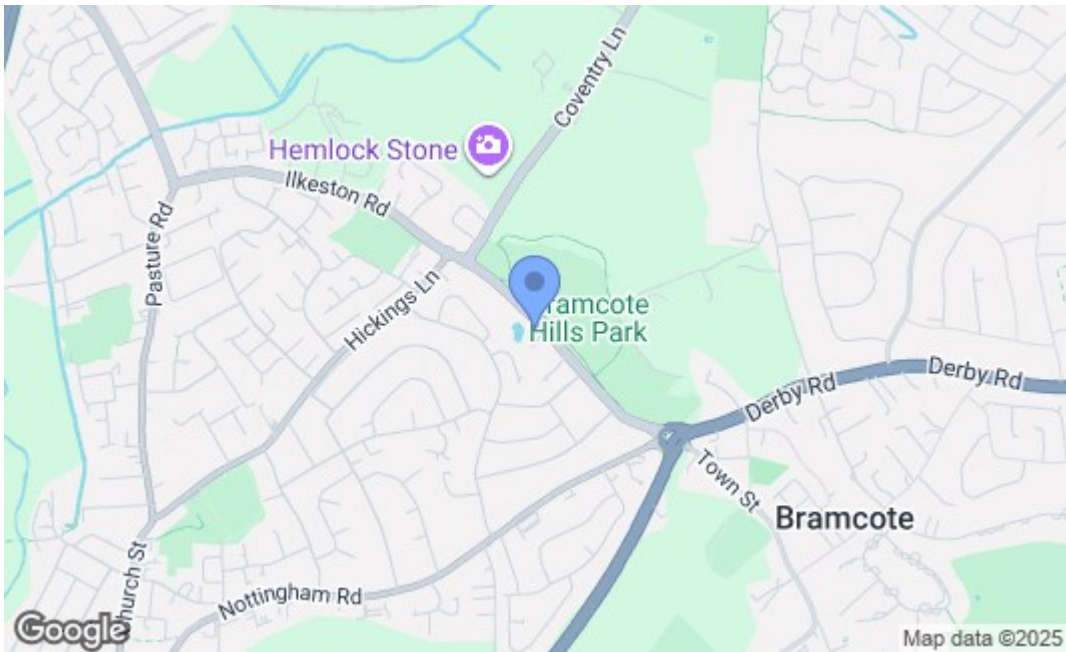 Coventry Ln
Hemlock Stone
Ilkeston Rd
Pasture Rd
Hickings Ln
Bramcote
Hills Park
Derby Rd
Derby Rd
Town St
Bramcote
Church St
Nottingham Rd
Google
Map data ©2025